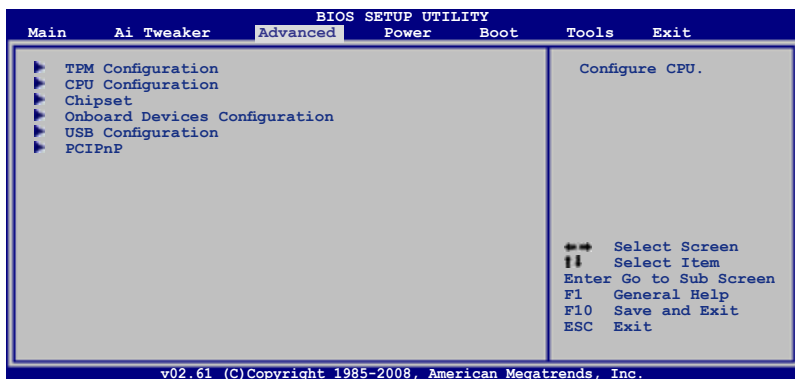 BIOS SETUP UTILITY
Main Ai Tweaker Advanced Power Boot Tools Exit
TPM Configuration
CPU Configuration
Chipset
Onboard Devices Configuration
USB Configuration
PCIPnP
Configure CPU.
Select Screen
Select Item
Enter Go to Sub Screen
F1 General Help
F10 Save and Exit
ESC Exit
v02.61 (C)Copyright 1985-2008, American Megatrends, Inc.